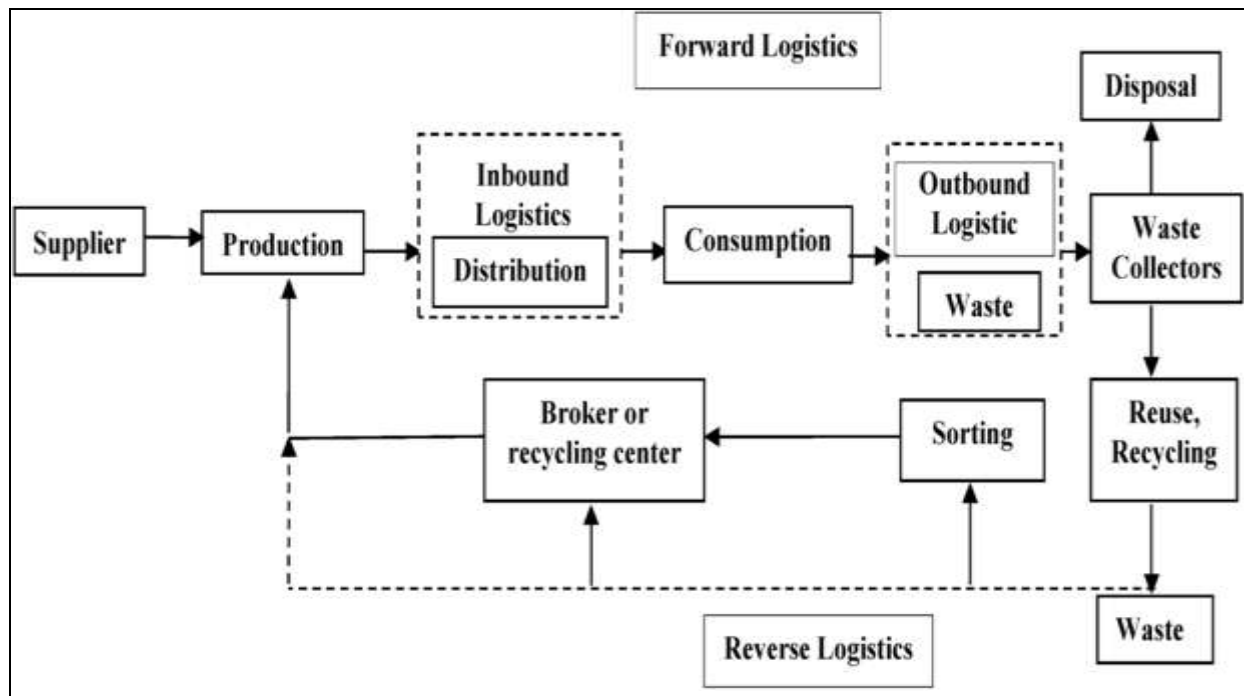 Forward Logistics
Disposal
Inbound
Logistics
Outbound
Logistic
Supplier
Production
Distribution
Consumption
Waste
Waste
Collectors
Broker or
recycling center
Sorting
Reuse,
Recycling
Waste
Reverse Logistics